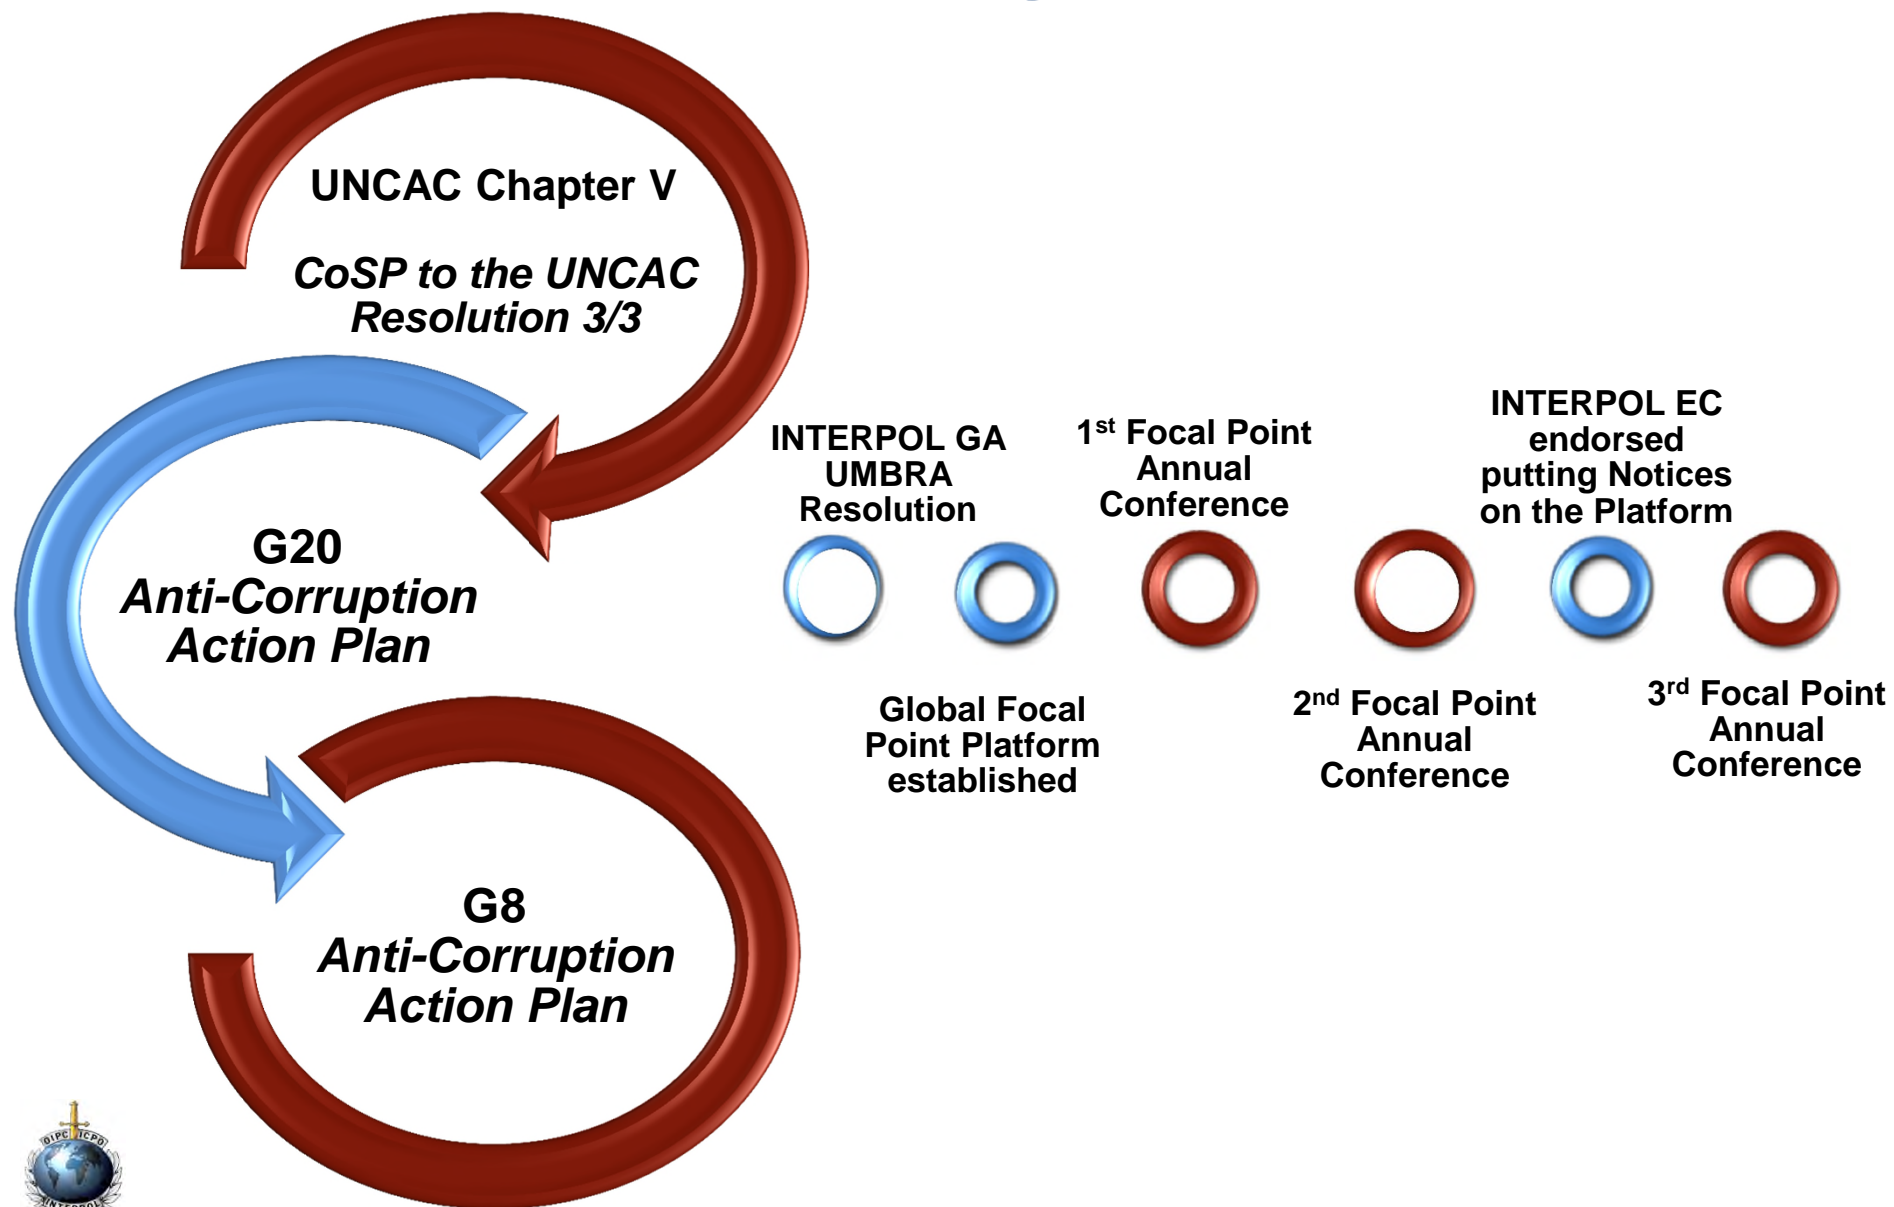 UNCAC Chapter V
CoSP to the UNCAC
Resolution 3/3
G20
Anti-Corruption
Action Plan
G8
Anti-Corruption
Action Plan
INTERPOL GA
UMBRA
Resolution
Global Focal
Point Platform
established
1st Focal Point
Annual
Conference
2nd Focal Point
Annual
Conference
INTERPOL EC
endorsed
putting Notices
on the Platform
3rd Focal Point
Annual
Conference
OIPC ICPO
INTERPOL